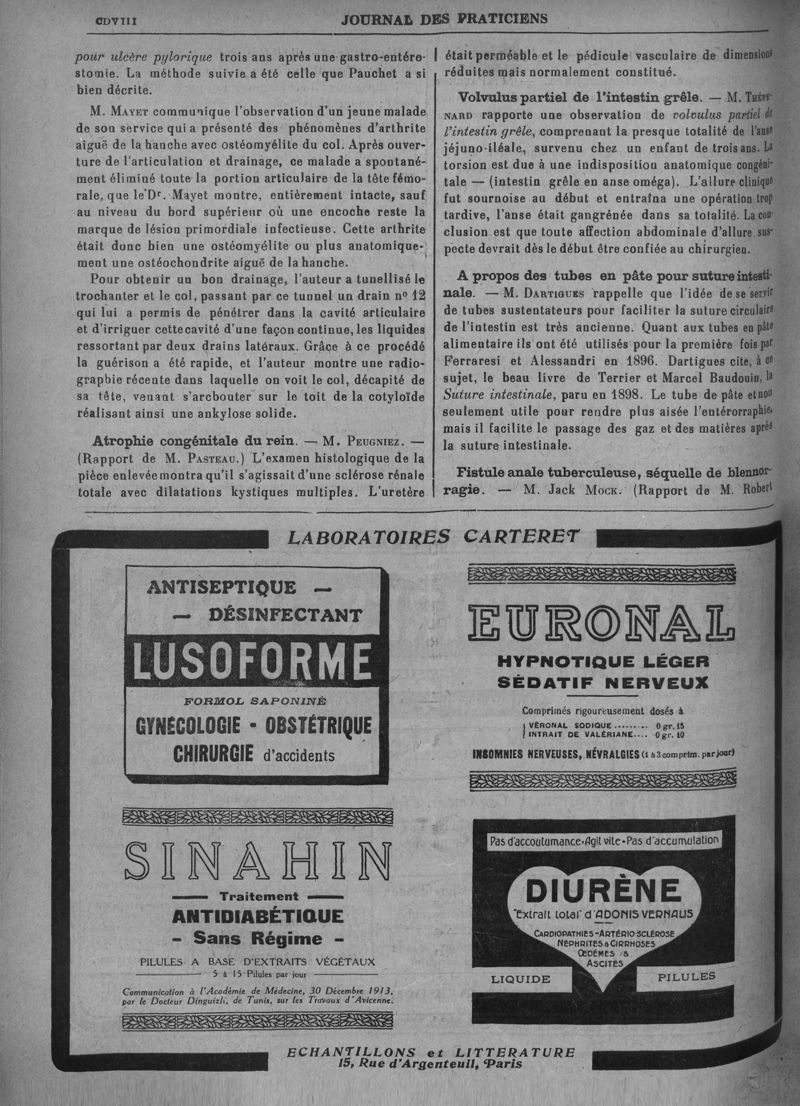 CDVIII
JOURNAL DES PRATICIENS
pour ulcère pylorique trois ans après une gastro-entéro-
stomie. La méthode suivie a été celle que Pauchet a si
bien décrite.
M. MAYET communique l'observation d'un jeune malade
de son service qui a présenté des phénomènes d'arthrite
aiguë de la hanche avec ostéomyélite du col. Après ouver-
ture de l'articulation et drainage, ce malade a spontané-
ment éliminé toute la portion articulaire de la tête fémo-
rale, que le Dr. Mayet montre, entièrement intacte, sauf
au niveau du bord supérieur où une encoche reste la
marque de lésion primordiale infectieuse. Cette arthrite
était donc bien une ostéomyélite ou plus anatomique-
ment une ostéochondrite aiguë de la hanche.
Pour obtenir un bon drainage, l'auteur a tunellisé le
trochanter et le col, passant par ce tunnel un drain n° 12
qui lui a permis de pénétrer dans la cavité articulaire
et d'irriguer cette cavité d'une façon continue, les liquides
ressortant par deux drains latéraux. Grâce à ce procédé
la guérison a été rapide, et l'auteur montre une radio-
graphie récente dans laquelle on voit le col, décapité de
sa tête, venant s'arcbouter sur le toit de la cotyloïde
réalisant ainsi une ankylose solide.
Atrophie congénitale du rein. — M. PEUGNIEZ. —
(Rapport de M. PASTEAU.) L'examen histologique de la
pièce enlevée montra qu'il s'agissait d'une sclérose rénale
totale avec dilatations kystiques multiples. L'uretère
était perméable et le pédicule vasculaire de dimensions
réduites mais normalement constitué.
Volvulus partiel de l'intestin grêle. — M. THÉVE-
NARD rapporte une observation de volvulus partiel de
l'intestin grêle, comprenant la presque totalité de l'anse
jéjuno-iléale, survenu chez un enfant de trois ans. La
torsion est due à une indisposition anatomique congéni-
tale — (intestin grêle en anse oméga). L'allure clinique
fut sournoise au début et entraîna une opération trop
tardive, l'anse était gangrénée dans sa totalité. La con-
clusion est que toute affection abdominale d'allure sus-
pecte devrait dès le début être confiée au chirurgien.
A propos des tubes en pâte pour suture intesti-
nale. — M. DARTIGUES rappelle que l'idée de se servir
de tubes sustentateurs pour faciliter la suture circulaire
de l'intestin est très ancienne. Quant aux tubes en pâte
alimentaire ils ont été utilisés pour la première fois par
Ferraresi et Alessandri en 1896. Dartigues cite, à ce
sujet, le beau livre de Terrier et Marcel Baudouin, la
Suture intestinale, paru en 1898. Le tube de pâte et non
seulement utile pour rendre plus aisée l'entérorraphie,
mais il facilite le passage des gaz et des matières après
la suture intestinale.
Fistule anale tuberculeuse, séquelle de blennor-
ragie. — M. Jack MOCK. (Rapport de M. Robert
LABORATOIRES CARTERET
ANTISEPTIQUE —
— DÉSINFECTANT
LUSOFORME
FORMOL SAPONINÉ
GYNÉCOLOGIE - OBSTÉTRIQUE
CHIRURGIE d'accidents
EURONAL
HYPNOTIQUE LÉGER
SÉDATIF NERVEUX
Comprimés rigoureusement dosés à
VÉRONAL SODIQUE......... 0 gr. 15
INTRAIT DE VALÉRIANE.... 0 gr. 10
INSOMNIES NERVEUSES, NÉVRALGIES (1 à 3 comprim. par jour)
SINAHIN
Traitement
ANTIDIABÉTIQUE
- Sans Régime -
PILULES A BASE D'EXTRAITS VÉGÉTAUX
5 à 15 Pilules par jour
Communication à l'Académie de Médecine, 30 Décembre 1913,
par le Docteur Dinguizli, de Tunis, sur les Travaux d'Avicenne.
Pas d'accoutumance-Agit vite-Pas d'accumulation
DIURÈNE
"Extrait total" d'ADONIS VERNALIS
CARDIOPATHIES-ARTÉRIO-SCLÉROSE
NÉPHRITES & CIRRHOSES
ŒDÈMES &
ASCITES
LIQUIDE
PILULES
ECHANTILLONS et LITTERATURE
15, Rue d'Argenteuil, Paris